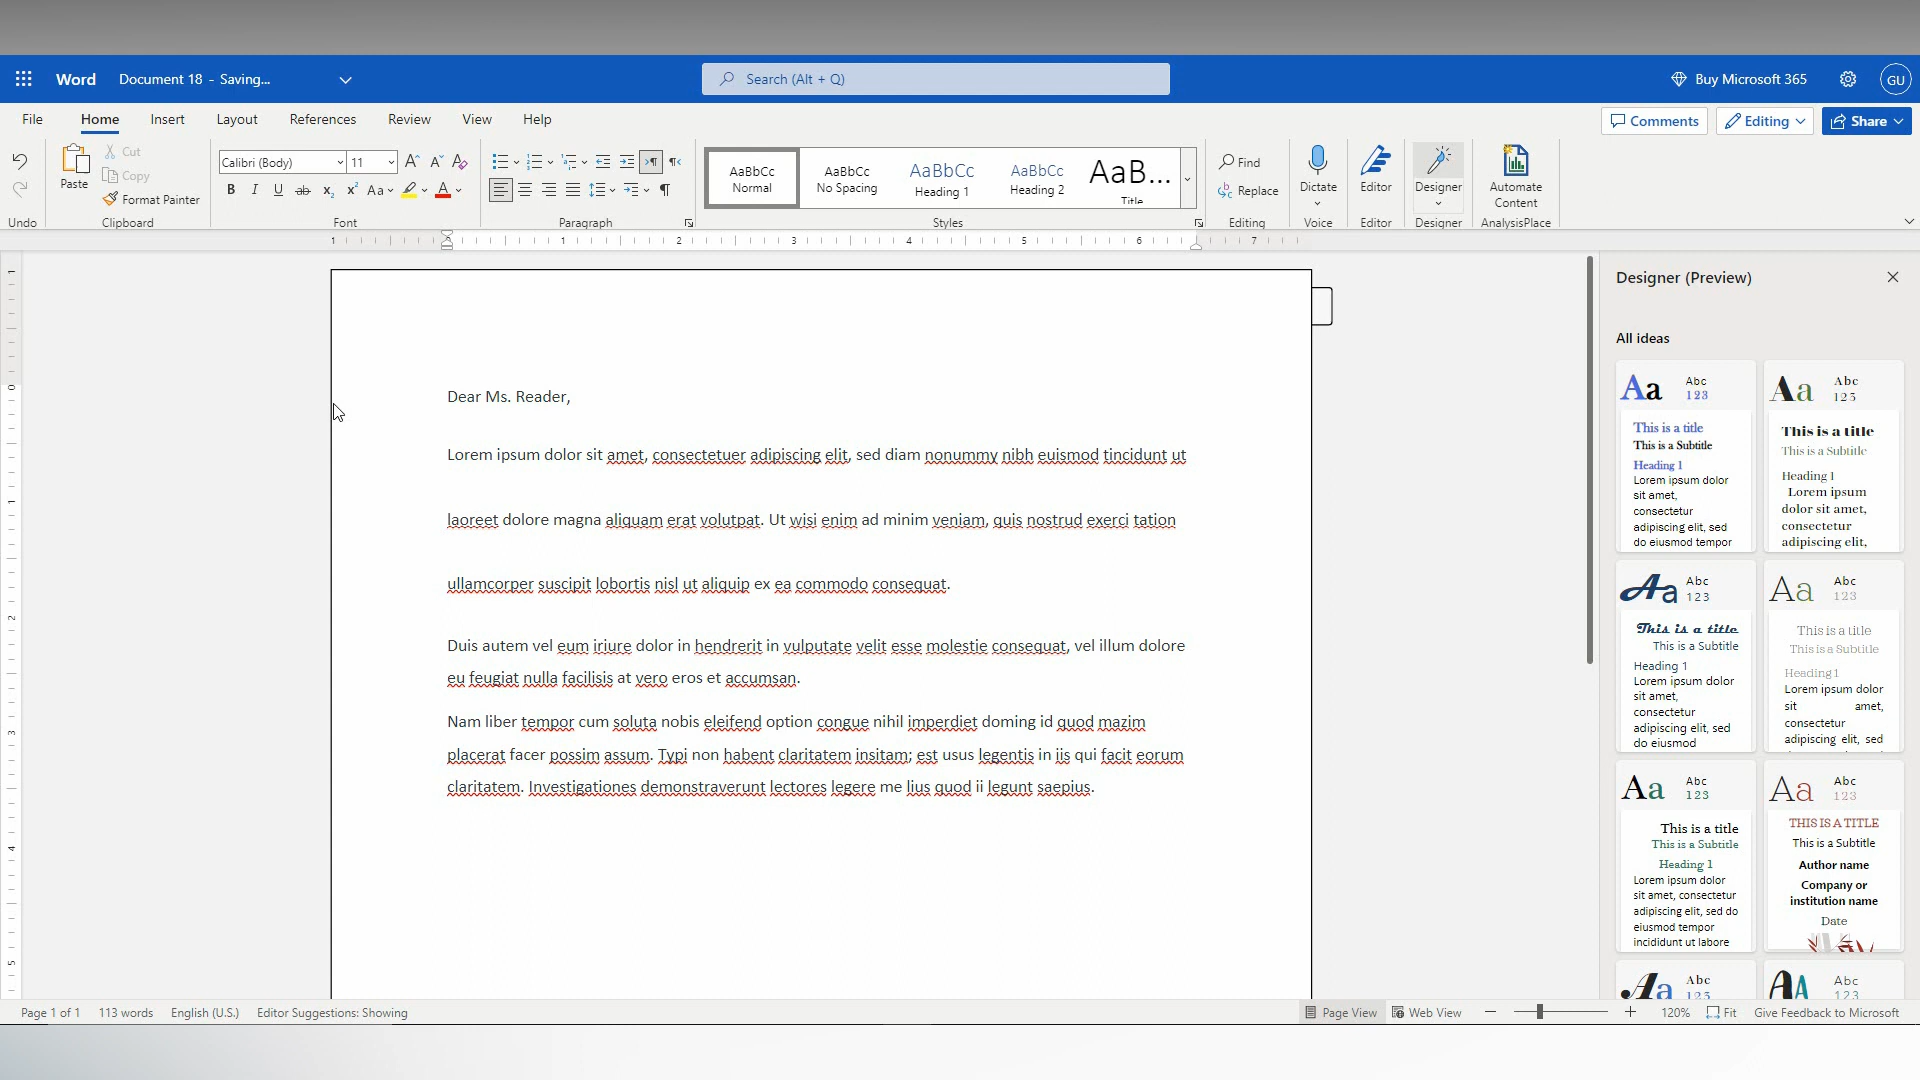 Word Document 18 - Saving... Search (Alt + Q) Buy Microsoft 365 GU
File Home Insert Layout References Review View Help Comments Editing Share
Paste Cut Copy Format Painter
Calibri (Body) 11
AaBbCc Normal AaBbCc No Spacing AaBbCc Heading 1 AaBbCc Heading 2 AaB... Title
Find Replace Dictate Editor Designer Automate Content
Undo Clipboard Font Paragraph Styles Editing Voice Editor Designer AnalysisPlace
1 1 2 3 4 5 6 7
Dear Ms. Reader,
Lorem ipsum dolor sit amet, consectetuer adipiscing elit, sed diam nonummy nibh euismod tincidunt ut
laoreet dolore magna aliquam erat volutpat. Ut wisi enim ad minim veniam, quis nostrud exerci tation
ullamcorper suscipit lobortis nisl ut aliquip ex ea commodo consequat.
Duis autem vel eum iriure dolor in hendrerit in vulputate velit esse molestie consequat, vel illum dolore
eu feugiat nulla facilisis at vero eros et accumsan.
Nam liber tempor cum soluta nobis eleifend option congue nihil imperdiet doming id quod mazim
placerat facer possim assum. Typi non habent claritatem insitam; est usus legentis in iis qui facit eorum
claritatem. Investigationes demonstraverunt lectores legere me lius quod ii legunt saepius.
Designer (Preview)
All ideas
Aa Abc
123
This is a title
This is a Subtitle
Heading 1
Lorem ipsum dolor
sit amet,
consectetur
adipiscing elit, sed
do eiusmod tempor
Aa Abc
123
This is a title
This is a Subtitle
Heading 1
Lorem ipsum
dolor sit amet,
consectetur
adipiscing elit,
Aa Abc
123
This is a title
This is a Subtitle
Heading 1
Lorem ipsum dolor
sit amet,
consectetur
adipiscing elit, sed
do eiusmod
Aa Abc
123
This is a title
This is a Subtitle
Heading 1
Lorem ipsum dolor
sit amet,
consectetur
adipiscing elit, sed
Aa Abc
123
This is a title
This is a Subtitle
Heading 1
Lorem ipsum dolor
sit amet, consectetur
adipiscing elit, sed do
eiusmod tempor
incididunt ut labore
Aa Abc
123
THIS IS A TITLE
This is a Subtitle
Author name
Company or
institution name
Date
Aa Abc
123
AA Abc
123
Page 1 of 1 113 words English (U.S.) Editor Suggestions: Showing Page View Web View 120% Fit Give Feedback to Microsoft